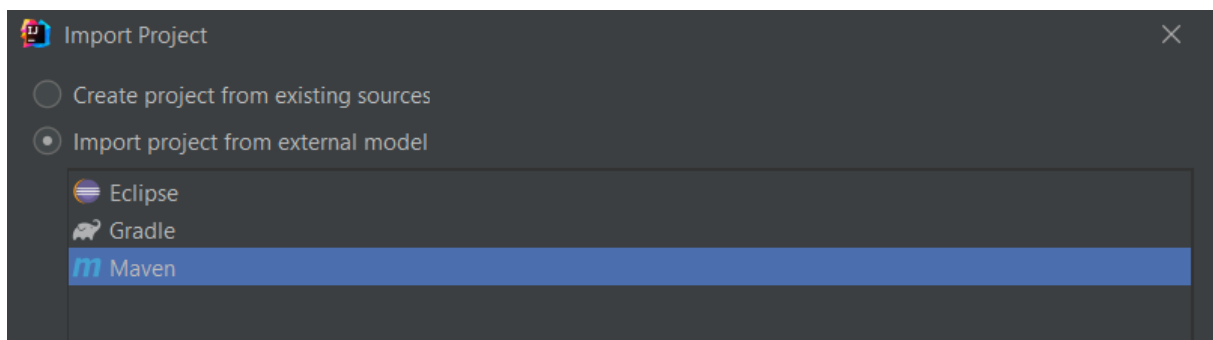 Import Project
Create project from existing sources
Import project from external model
Eclipse
Gradle
Maven